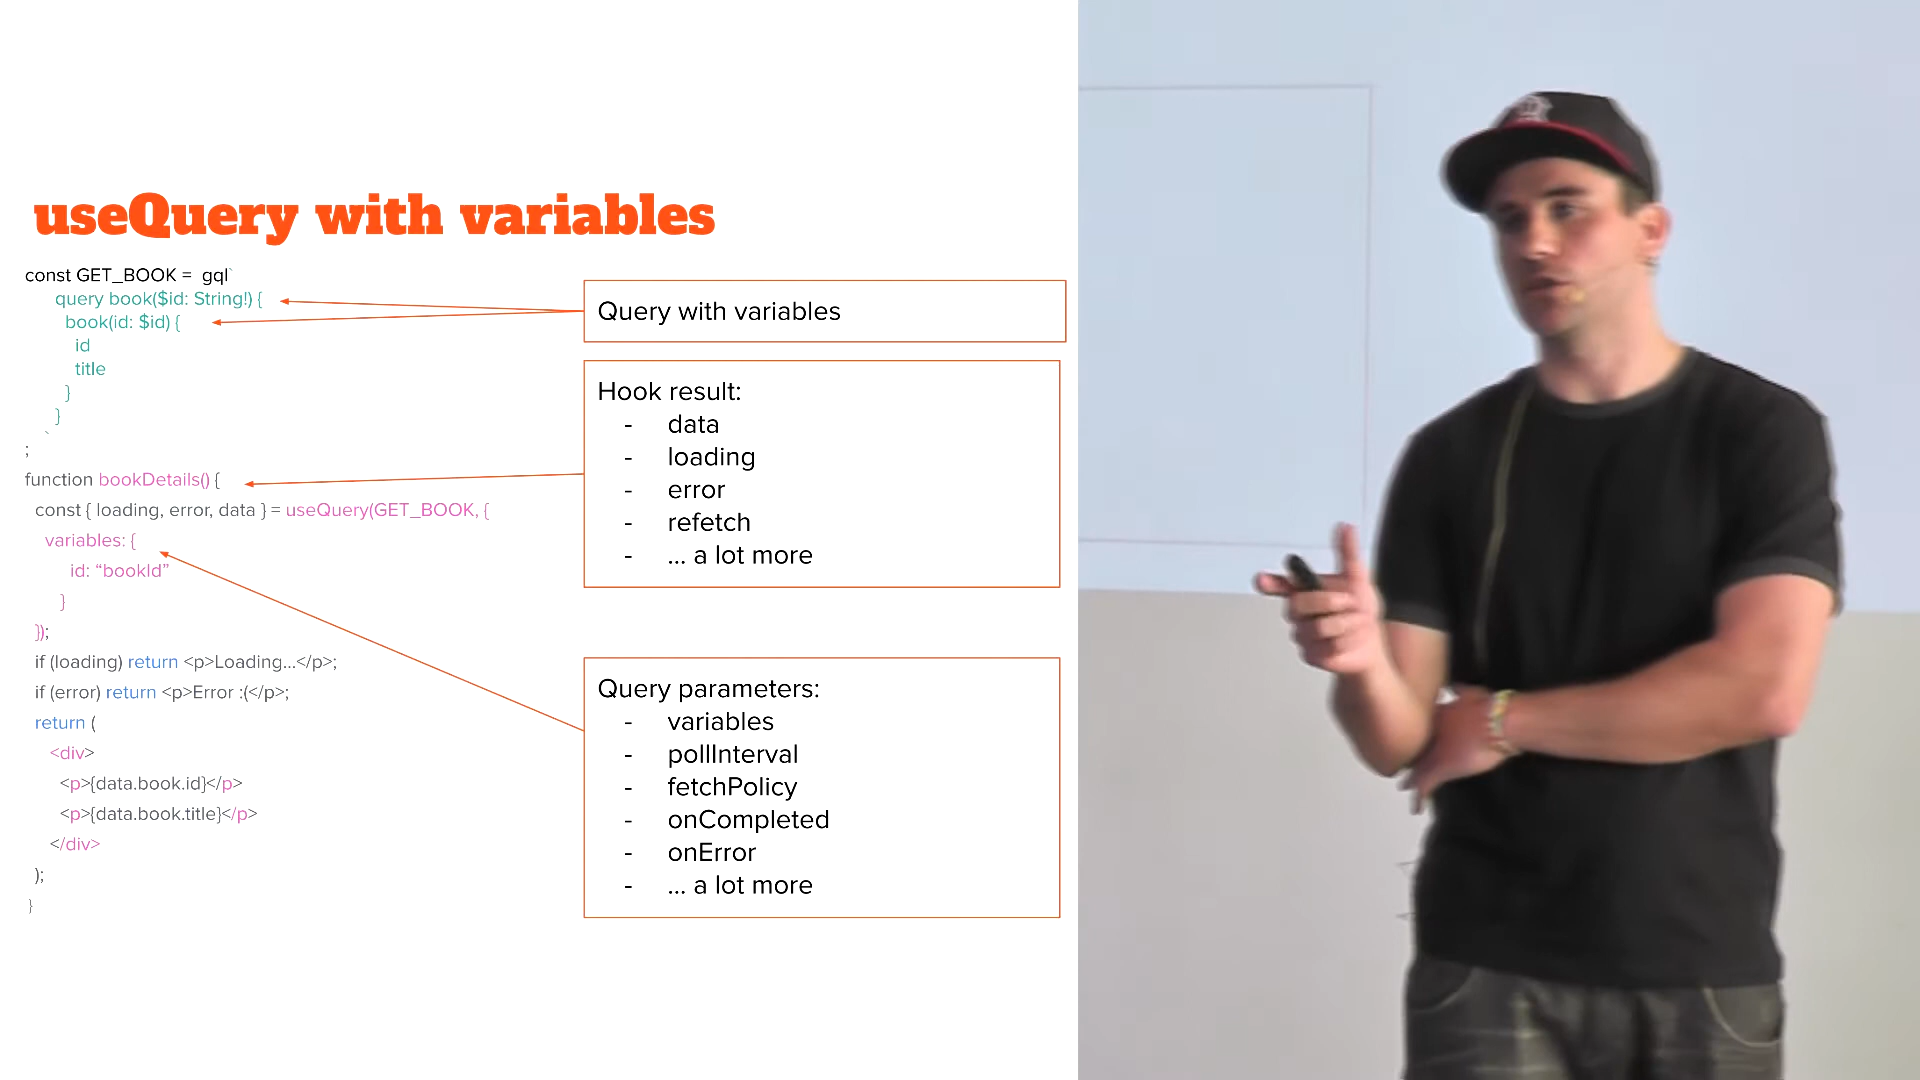 useQuery with variables
const GET_BOOK = gql`
query book($id: String!) {
book(id: $id) {
id
title
}
}
`
;
function bookDetails() {
const { loading, error, data } = useQuery(GET_BOOK, {
variables: {
id: “bookId”
}
});
if (loading) return <p>Loading...</p>;
if (error) return <p>Error :(</p>;
return (
<div>
<p>{data.book.id}</p>
<p>{data.book.title}</p>
</div>
);
}
Query with variables
Hook result:
- data
- loading
- error
- refetch
- ... a lot more
Query parameters:
- variables
- pollInterval
- fetchPolicy
- onCompleted
- onError
- ... a lot more